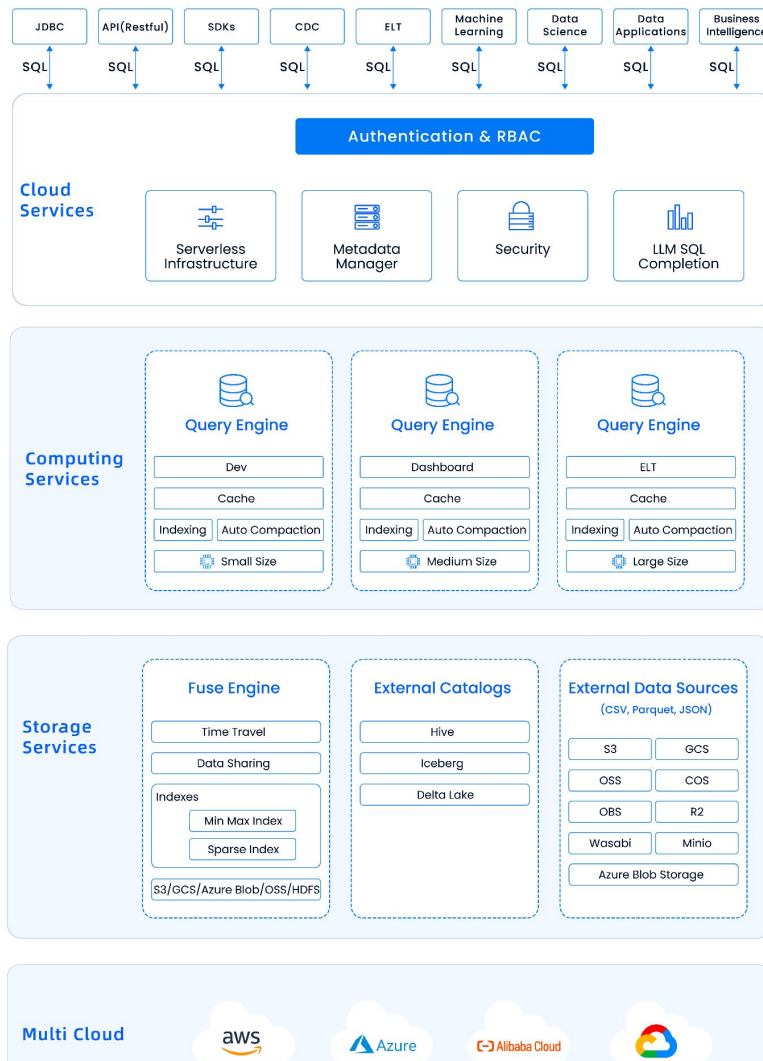 JDBC
API(Restful)
SDKs
CDC
ELT
Machine
Learning
Data
Science
Data
Applications
Business
Intelligence
SQL SQL SQL SQL SQL SQL SQL SQL SQL
Authentication & RBAC
Cloud
Services
Serverless
Infrastructure
Metadata
Manager
Security
LLM SQL
Completion
Computing
Services
Query Engine
Dev
Cache
Indexing Auto Compaction
Small Size
Query Engine
Dashboard
Cache
Indexing Auto Compaction
Medium Size
Query Engine
ELT
Cache
Indexing Auto Compaction
Large Size
Storage
Services
Fuse Engine
Time Travel
Data Sharing
Indexes
Min Max Index
Sparse Index
S3/GCS/Azure Blob/OSS/HDFS
External Catalogs
Hive
Iceberg
Delta Lake
External Data Sources
(CSV, Parquet, JSON)
S3 GCS
OSS COS
OBS R2
Wasabi Minio
Azure Blob Storage
Multi Cloud
aws
Azure
Alibaba Cloud